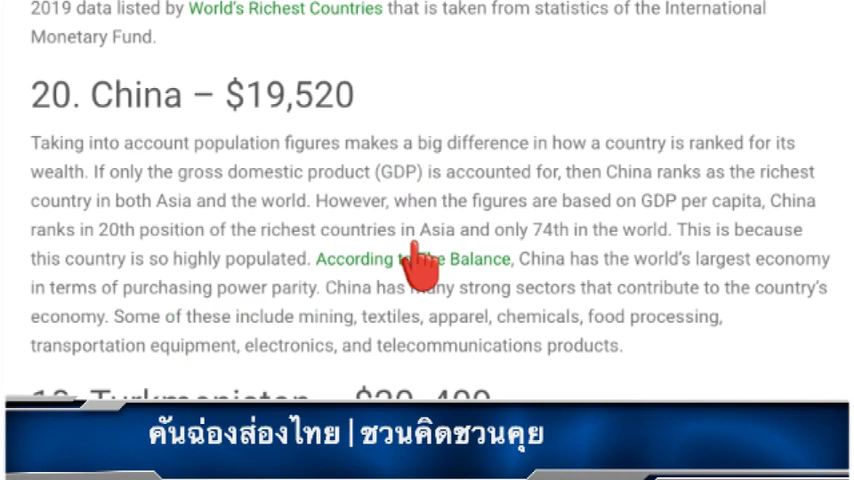 2019 data listed by World's Richest Countries that is taken from statistics of the International
Monetary Fund.
20. China – $19,520
Taking into account population figures makes a big difference in how a country is ranked for its
wealth. If only the gross domestic product (GDP) is accounted for, then China ranks as the richest
country in both Asia and the world. However, when the figures are based on GDP per capita, China
ranks in 20th position of the richest countries in Asia and only 74th in the world. This is because
this country is so highly populated. According to The Balance, China has the world's largest economy
in terms of purchasing power parity. China has many strong sectors that contribute to the country's
economy. Some of these include mining, textiles, apparel, chemicals, food processing,
transportation equipment, electronics, and telecommunications products.
Turkmenistan –
คันฉ่องส่องไทย | ชวนคิดชวนคุย